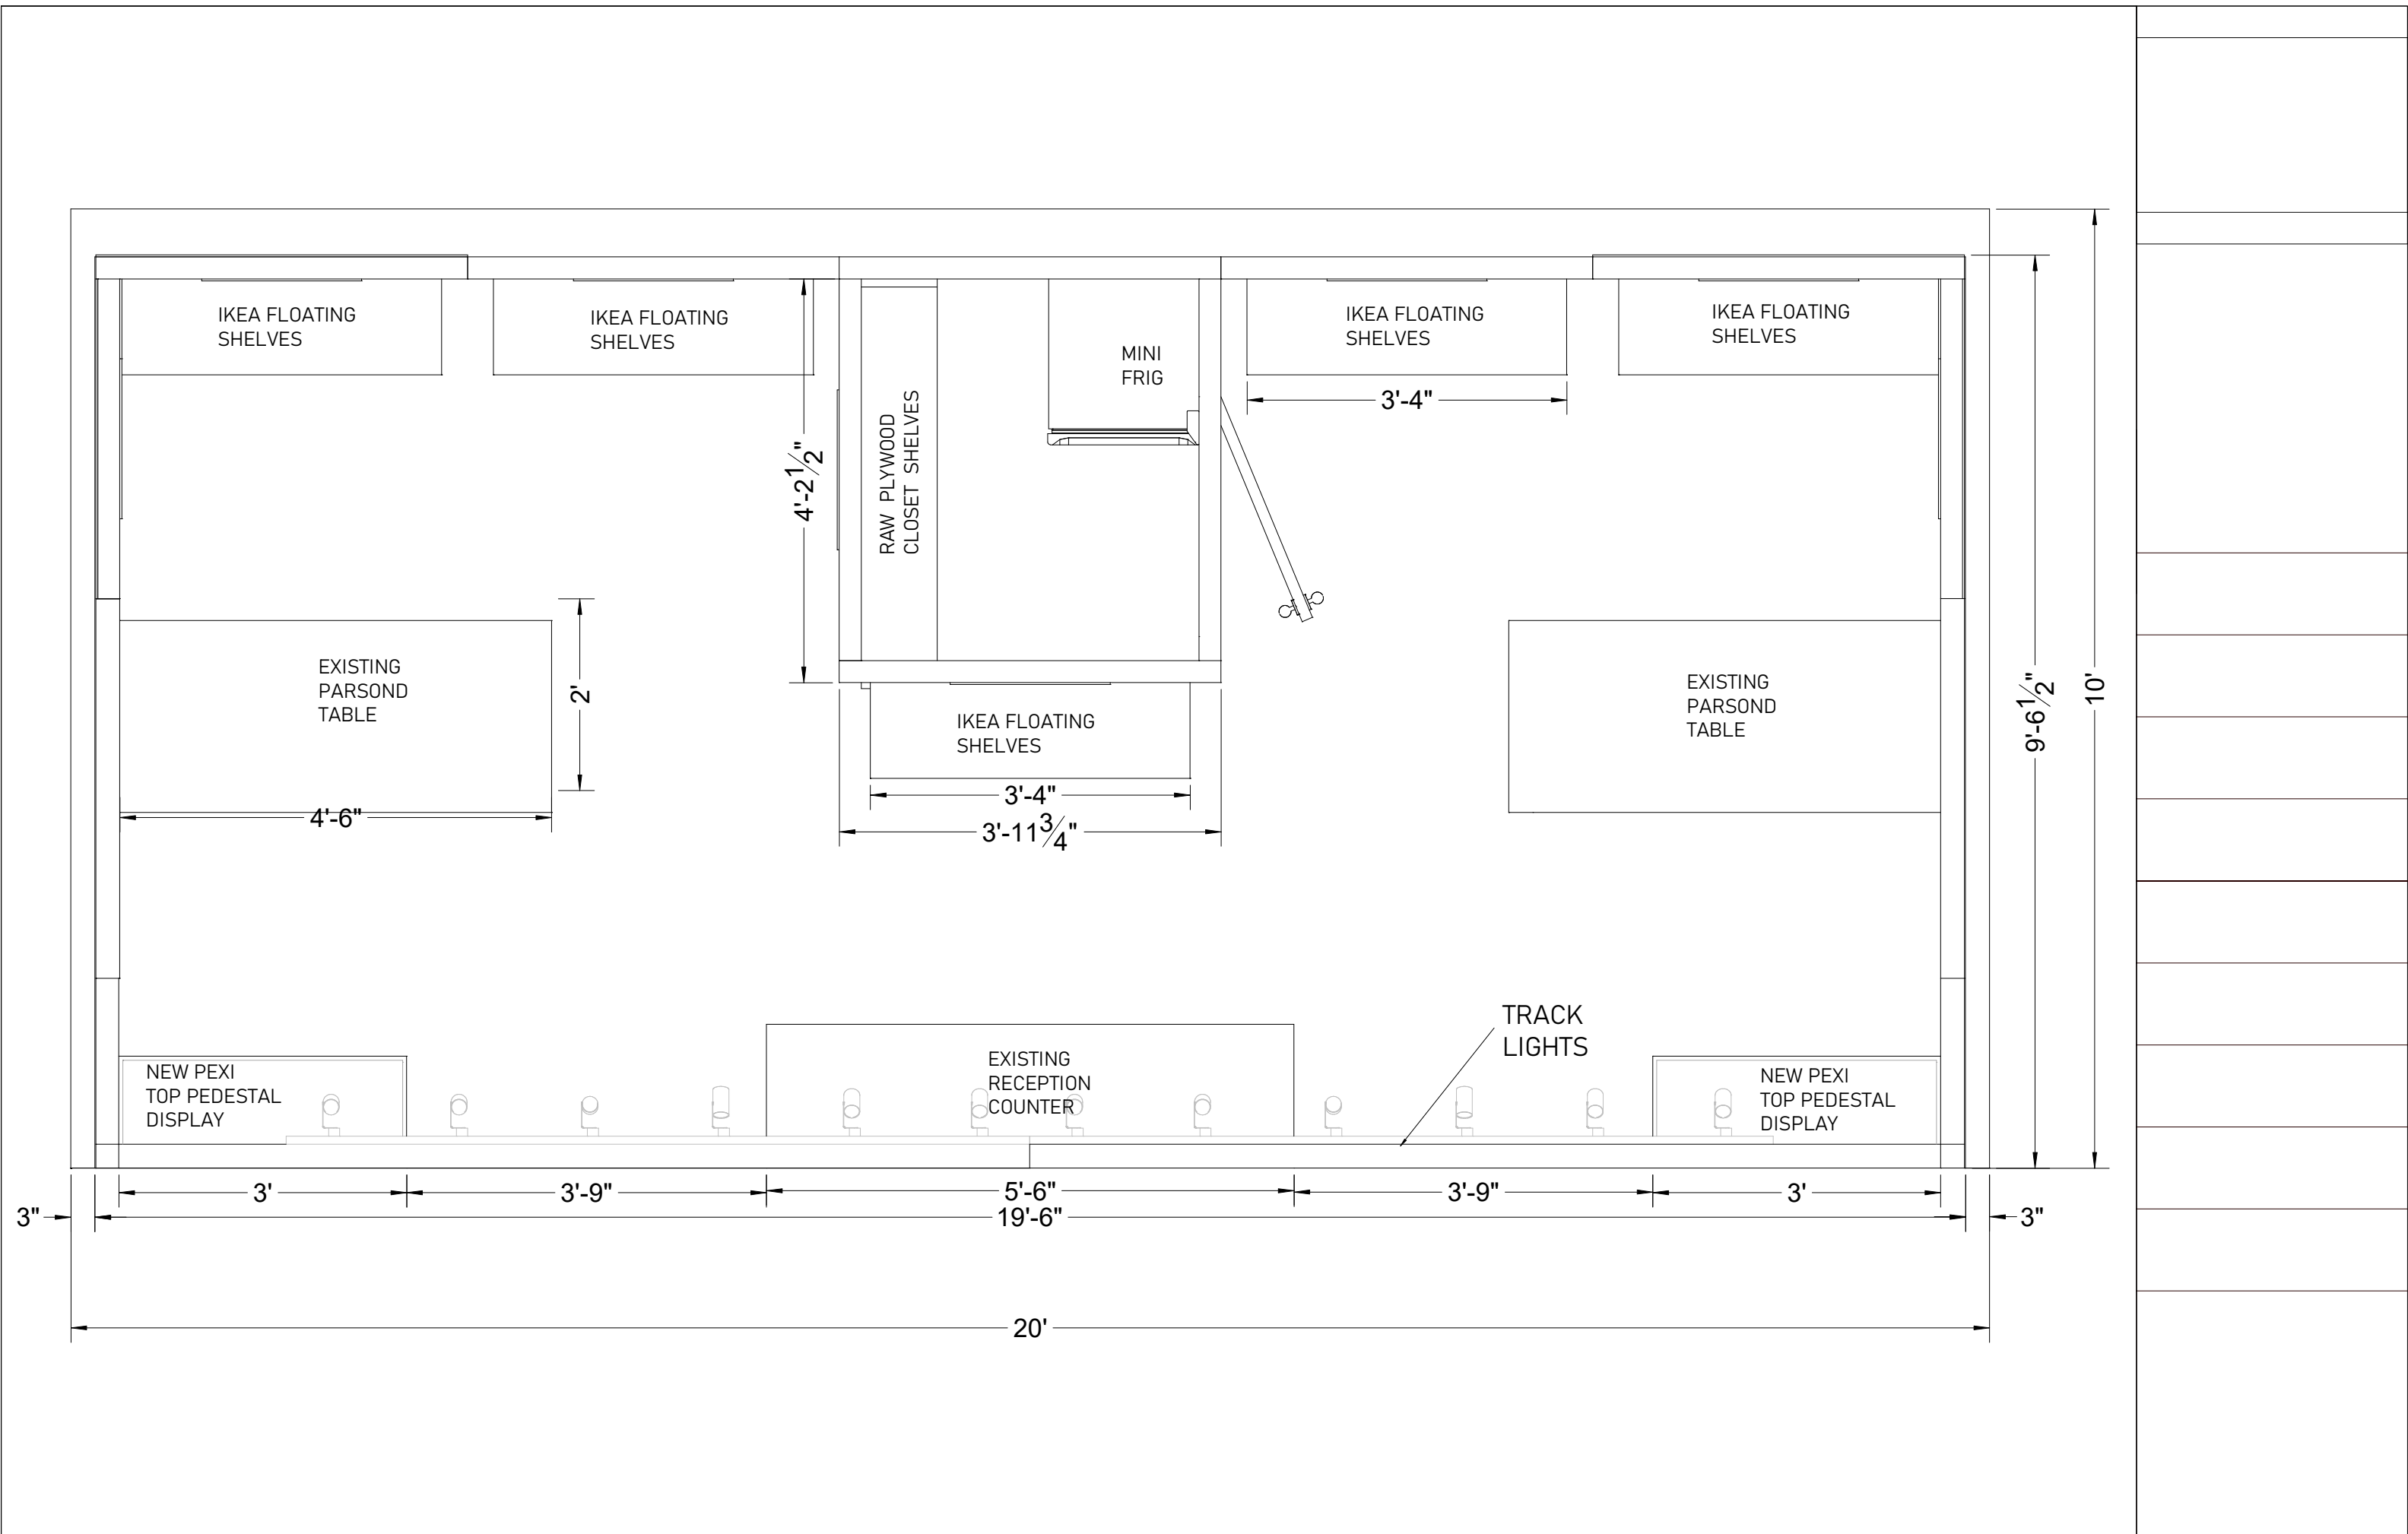 IKEA FLOATING
SHELVES
IKEA FLOATING
SHELVES
MINI
FRIG
IKEA FLOATING
SHELVES
IKEA FLOATING
SHELVES
3'-4"
4'-2 1/2"
RAW PLYWOOD
CLOSET SHELVES
EXISTING
PARSOND
TABLE
2'
4'-6"
IKEA FLOATING
SHELVES
3'-4"
3'-11 3/4"
EXISTING
PARSOND
TABLE
9'-6 1/2"
10'
NEW PEXI
TOP PEDESTAL
DISPLAY
EXISTING
RECEPTION
COUNTER
TRACK
LIGHTS
NEW PEXI
TOP PEDESTAL
DISPLAY
3'
3'-9"
5'-6"
3'-9"
3'
3"
19'-6"
3"
20'